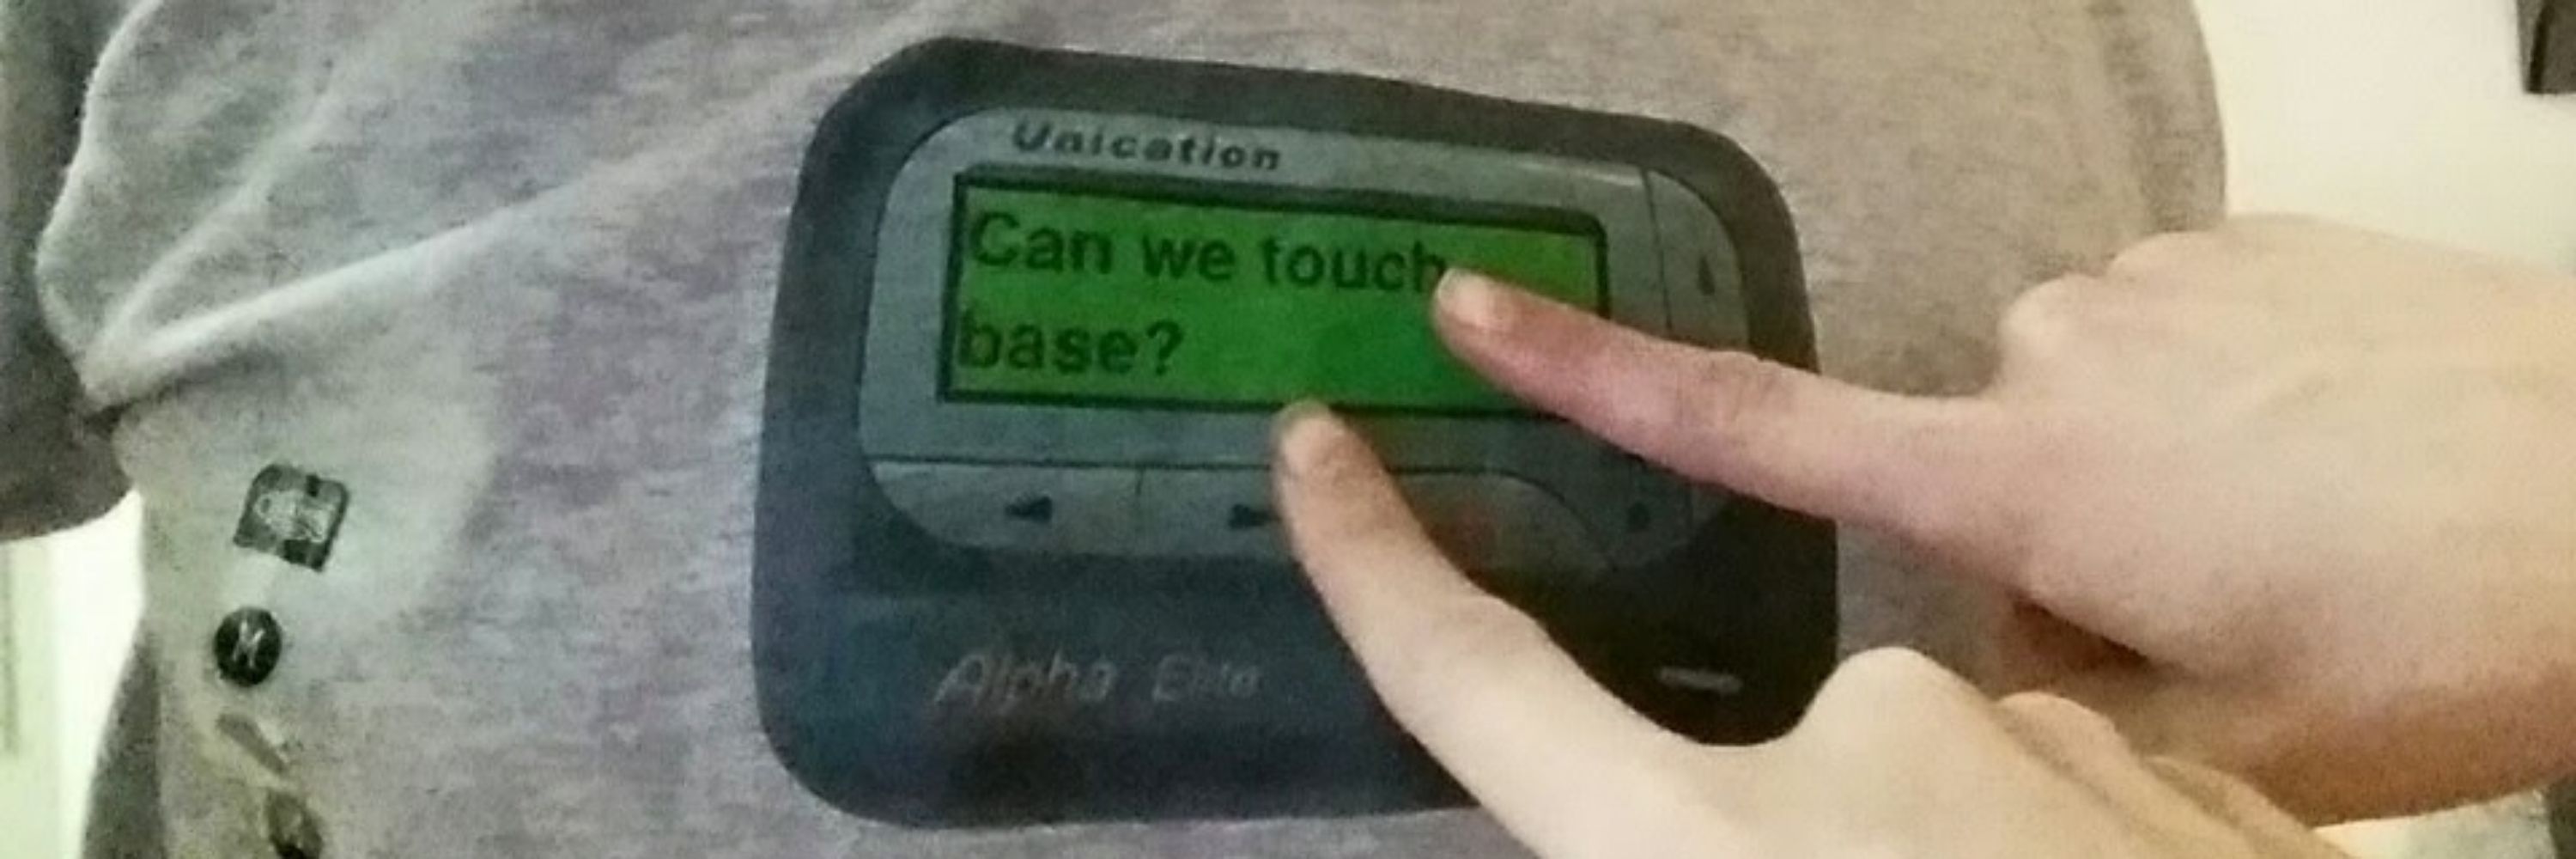 Unication
Can we touch
base?
Alpha Elite